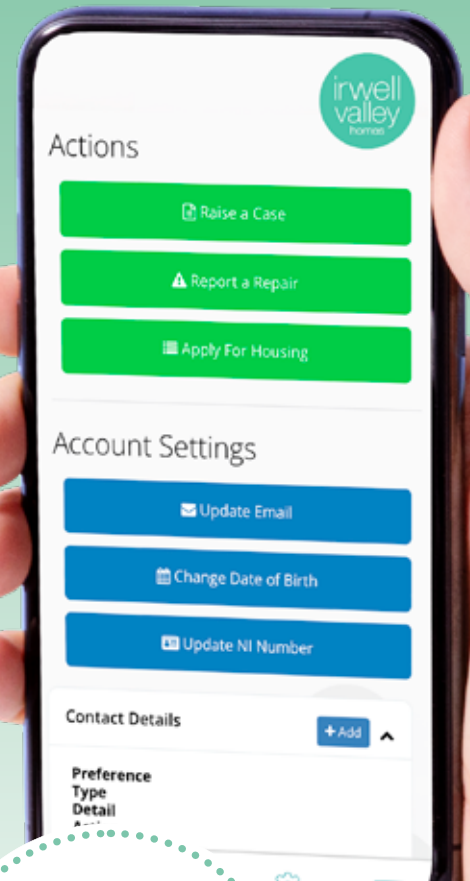 irwell
valley
homes
Actions
Raise a Case
Report a Repair
Apply For Housing
Account Settings
Update Email
Change Date of Birth
Update NI Number
Contact Details
+ Add
Preference
Type
Detail